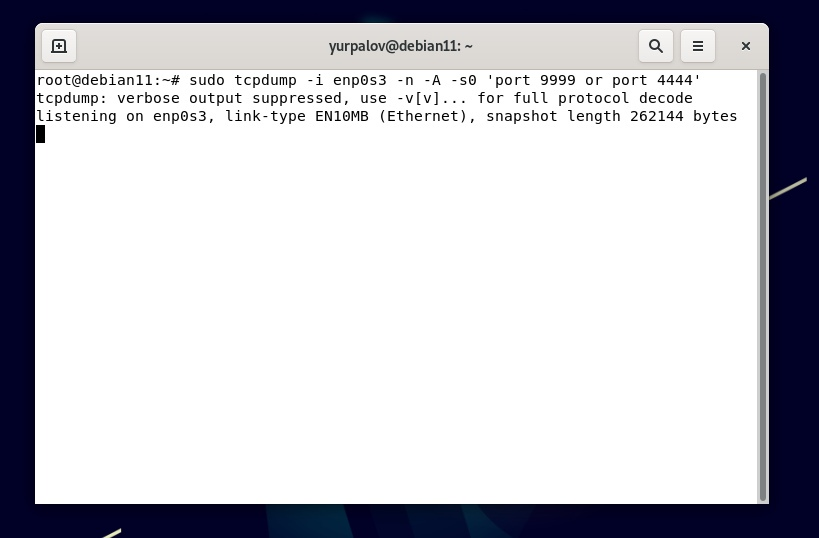 yurpalov@debian11: ~
root@debian11:~# sudo tcpdump -i enp0s3 -n -A -s0 'port 9999 or port 4444'
tcpdump: verbose output suppressed, use -v[v]... for full protocol decode
listening on enp0s3, link-type EN10MB (Ethernet), snapshot length 262144 bytes